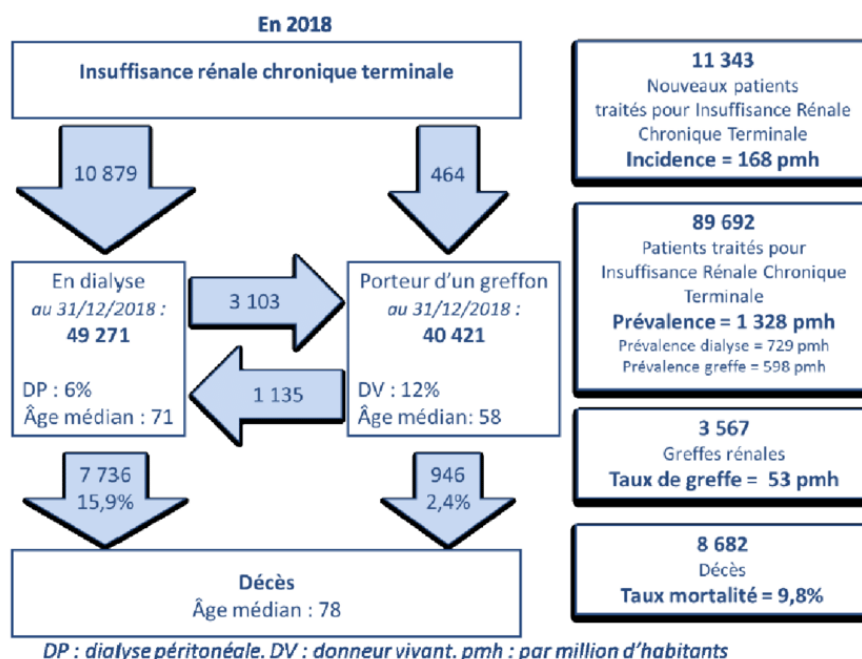 En 2018
Insuffisance rénale chronique terminale
10 879
464
En dialyse
au 31/12/2018 :
49 271
DP : 6%
Âge médian : 71
3 103
1 135
Porteur d'un greffon
au 31/12/2018 :
40 421
DV : 12%
Âge médian: 58
7 736
15,9%
946
2,4%
Décès
Âge médian : 78
11 343
Nouveaux patients
traités pour Insuffisance Rénale
Chronique Terminale
Incidence = 168 pmh
89 692
Patients traités pour
Insuffisance Rénale Chronique
Terminale
Prévalence = 1 328 pmh
Prévalence dialyse = 729 pmh
Prévalence greffe = 598 pmh
3 567
Greffes rénales
Taux de greffe = 53 pmh
8 682
Décès
Taux mortalité = 9,8%
DP : dialyse péritonéale. DV : donneur vivant. pmh : par million d'habitants